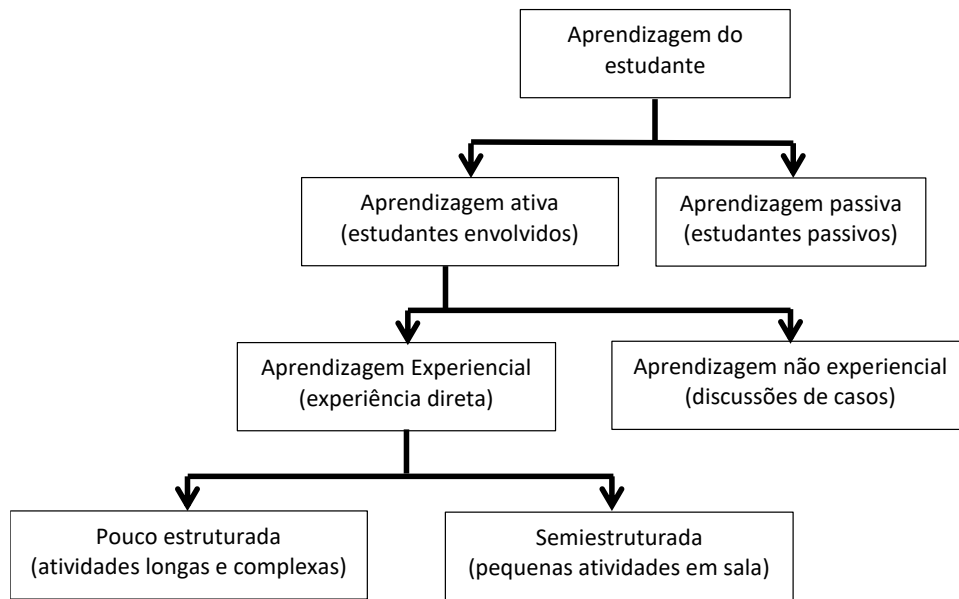 Aprendizagem do
estudante
Aprendizagem ativa
(estudantes envolvidos)
Aprendizagem passiva
(estudantes passivos)
Aprendizagem Experiencial
(experiência direta)
Aprendizagem não experiencial
(discussões de casos)
Pouco estruturada
(atividades longas e complexas)
Semiestruturada
(pequenas atividades em sala)